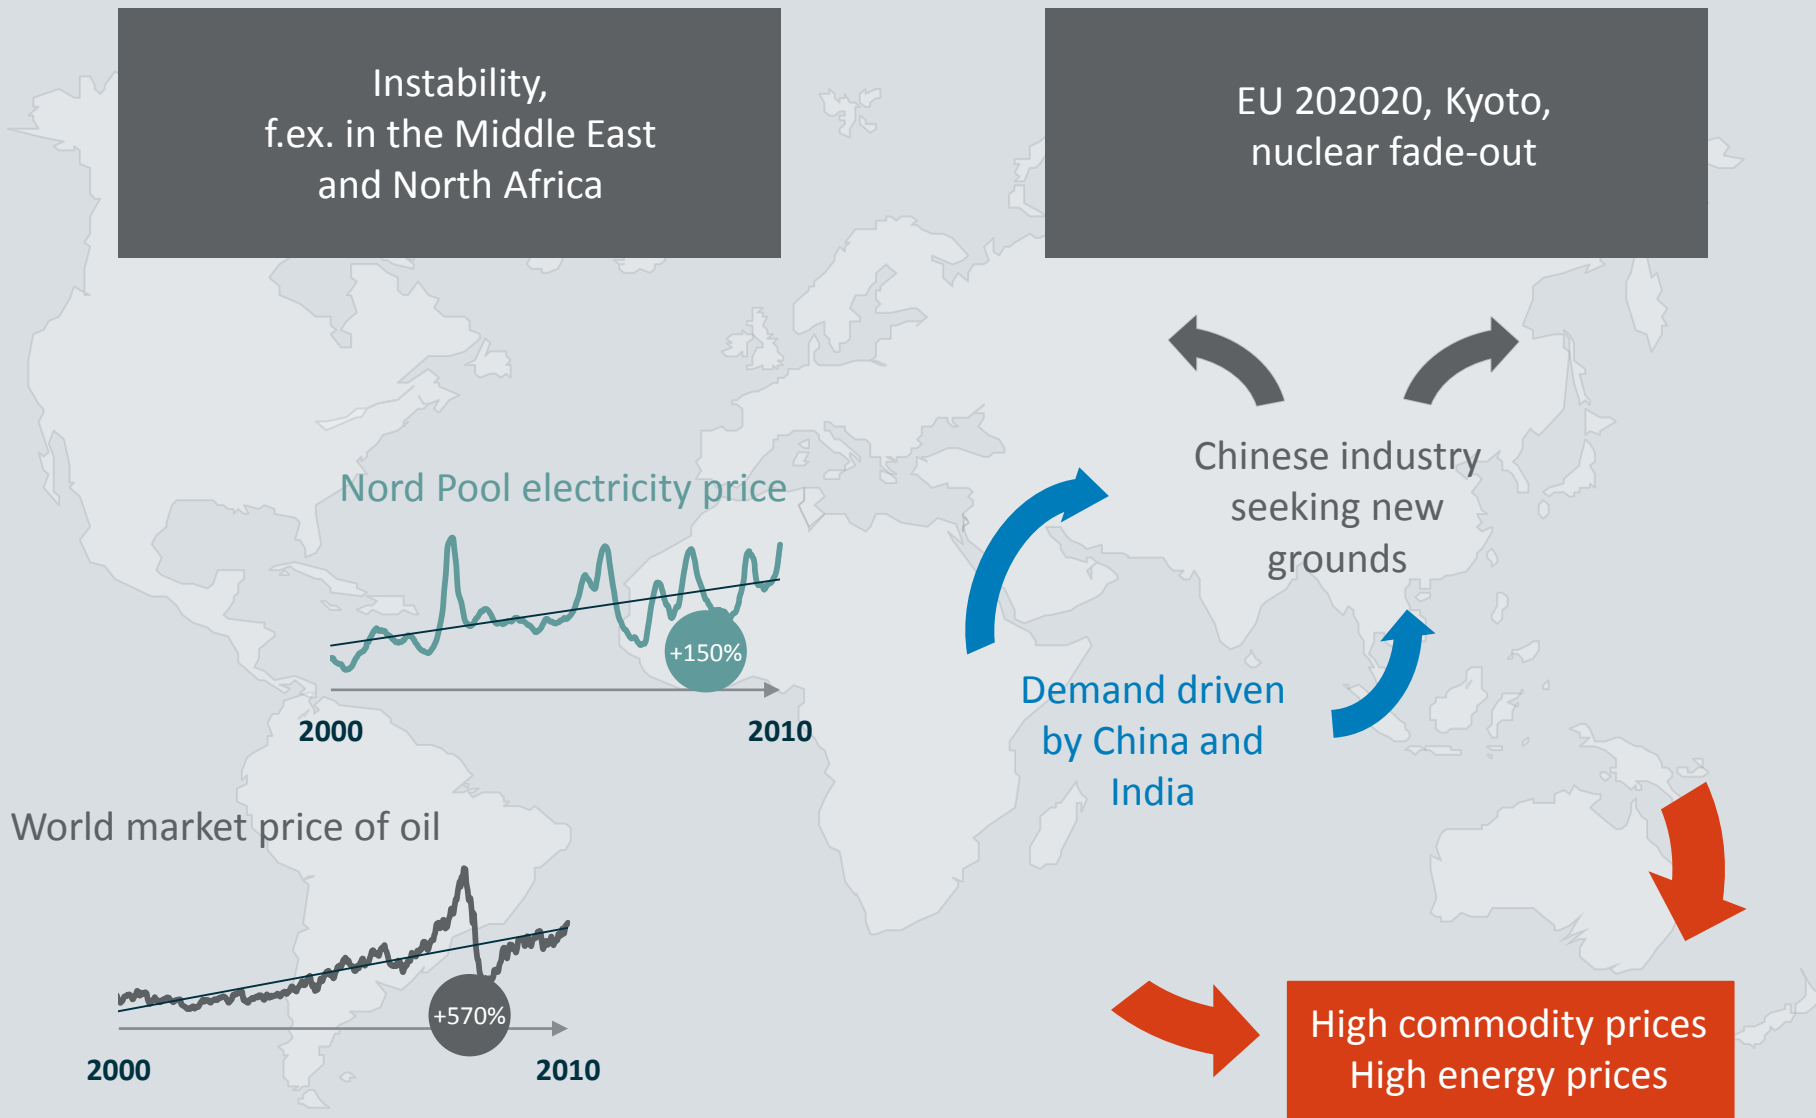 Instability,
f.ex. in the Middle East
and North Africa
EU 202020, Kyoto,
nuclear fade-out
Chinese industry
seeking new
grounds
Nord Pool electricity price
+150%
2000
2010
Demand driven
by China and
India
World market price of oil
+570%
2000
2010
High commodity prices
High energy prices